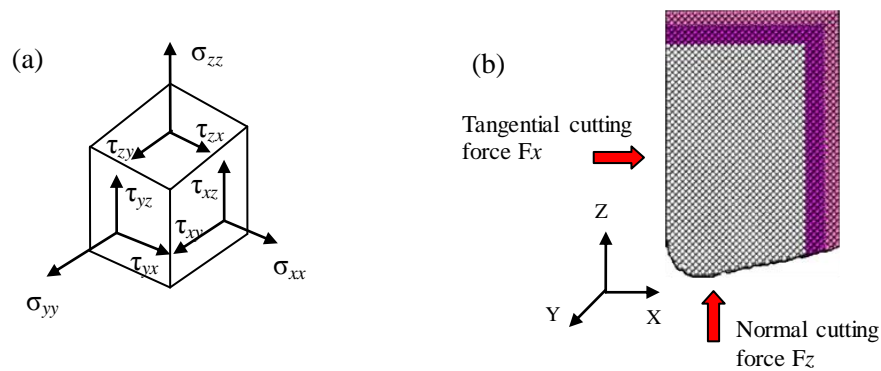 (a)
σzz
τzx
τzy
τyz
τxz
τxy
τyx
σxx
σyy
(b)
Tangential cutting
force Fx
Z
Y
X
Normal cutting
force Fz